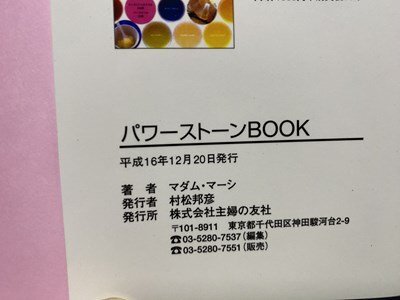 パワーストーンBOOK
平成16年12月20日発行
著　者　マダム・マーシ
発行者　村松邦彦
発行所　株式会社主婦の友社
〒101-8911　東京都千代田区神田駿河台2-9
☎03-5280-7537(編集)
☎03-5280-7551(販売)